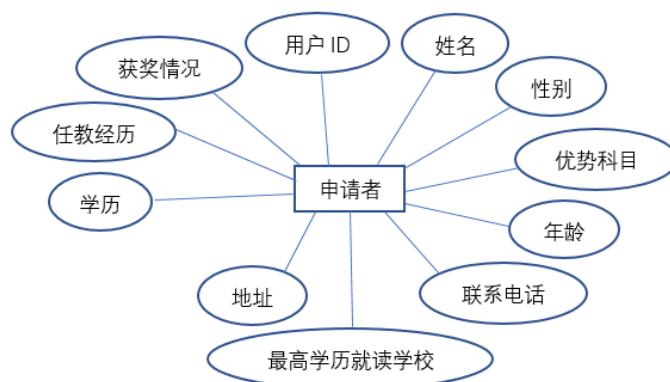 用户 ID
姓名
获奖情况
性别
任教经历
优势科目
申请者
学历
年龄
地址
联系电话
最高学历就读学校